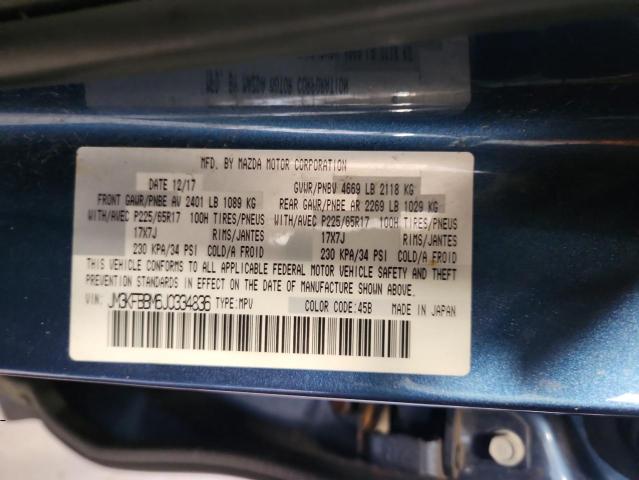 MFD. BY MAZDA MOTOR CORPORATION
DATE 12/17 GVWR/PNBV 4669 LB 2118 KG
FRONT GAWR/PNBE AV 2401 LB 1089 KG REAR GAWR/PNBE AR 2269 LB 1029 KG
WITH/AVEC P225/65R17 100H TIRES/PNEUS WITH/AVEC P225/65R17 100H TIRES/PNEUS
17X7J RIMS/JANTES 17X7J RIMS/JANTES
230 KPA/34 PSI COLD/A FROID 230 KPA/34 PSI COLD/A FROID
THIS VEHICLE CONFORMS TO ALL APPLICABLE FEDERAL MOTOR VEHICLE SAFETY AND THEFT
PREVENTION STANDARDS IN EFFECT ON THE DATE OF MANUFACTURE SHOWN ABOVE.
VIN: JM3KFBBM6J0334836 TYPE:MPV COLOR CODE:45B MADE IN JAPAN